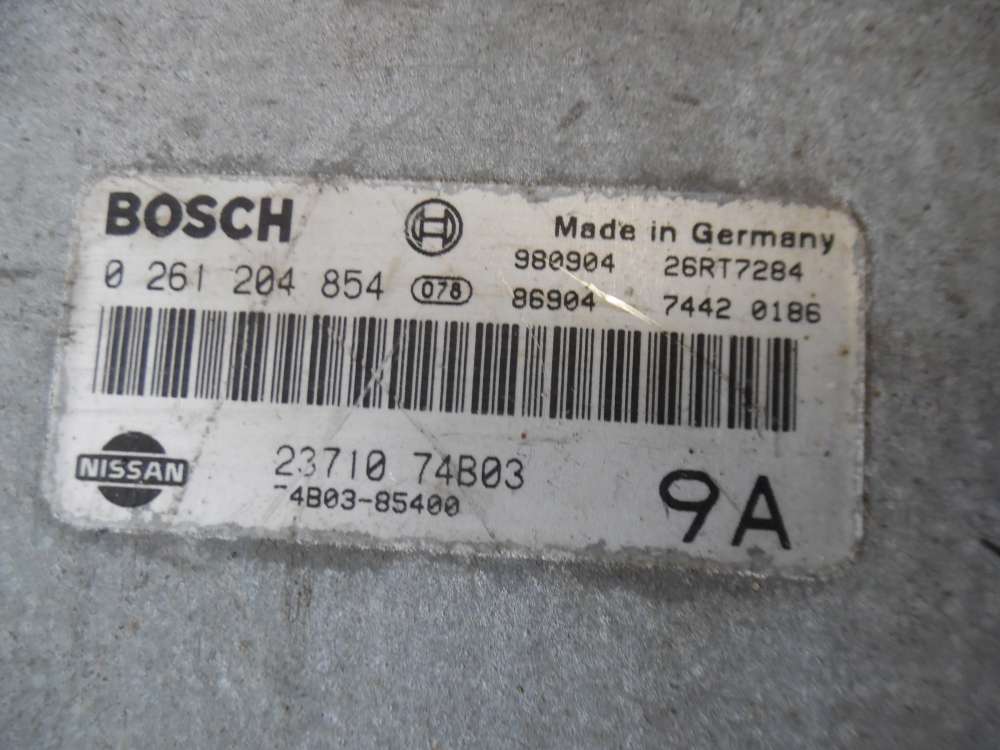 BOSCH Made in Germany
980904 26RT7284
0 261 204 854 078 86904 7442 0186
NISSAN 23710 74B03 9A
74B03-85400